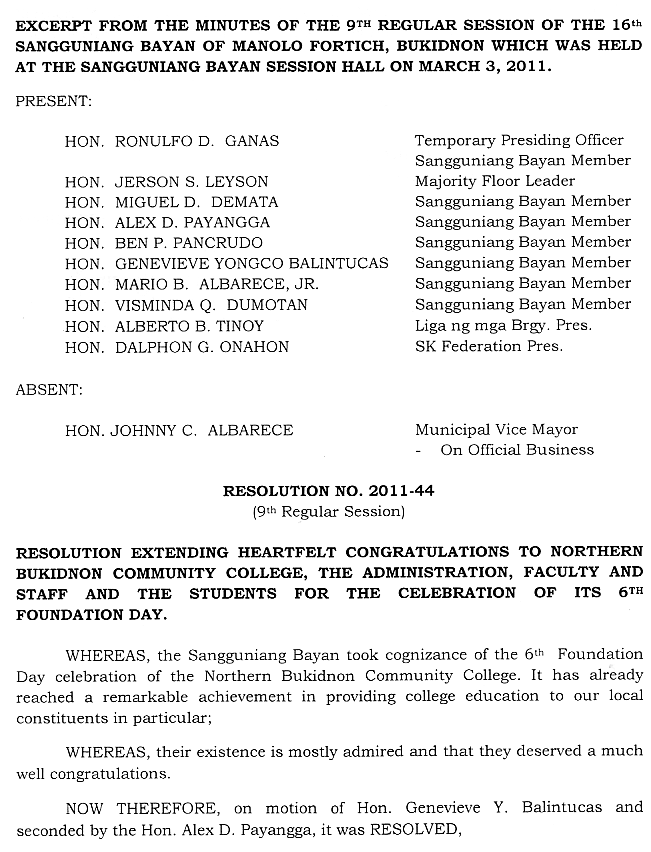 EXCERPT FROM THE MINUTES OF THE 9TH REGULAR SESSION OF THE 16th
SANGGUNIANG BAYAN OF MANOLO FORTICH, BUKIDNON WHICH WAS HELD
AT THE SANGGUNIANG BAYAN SESSION HALL ON MARCH 3, 2011.
PRESENT:
HON. RONULFO D. GANAS Temporary Presiding Officer
Sangguniang Bayan Member
HON. JERSON S. LEYSON Majority Floor Leader
HON. MIGUEL D. DEMATA Sangguniang Bayan Member
HON. ALEX D. PAYANGGA Sangguniang Bayan Member
HON. BEN P. PANCRUDO Sangguniang Bayan Member
HON. GENEVIEVE YONGCO BALINTUCAS Sangguniang Bayan Member
HON. MARIO B. ALBARECE, JR. Sangguniang Bayan Member
HON. VISMINDA Q. DUMOTAN Sangguniang Bayan Member
HON. ALBERTO B. TINOY Liga ng mga Brgy. Pres.
HON. DALPHON G. ONAHON SK Federation Pres.
ABSENT:
HON. JOHNNY C. ALBARECE Municipal Vice Mayor
- On Official Business
RESOLUTION NO. 2011-44
(9th Regular Session)
RESOLUTION EXTENDING HEARTFELT CONGRATULATIONS TO NORTHERN
BUKIDNON COMMUNITY COLLEGE, THE ADMINISTRATION, FACULTY AND
STAFF AND THE STUDENTS FOR THE CELEBRATION OF ITS 6TH
FOUNDATION DAY.
WHEREAS, the Sangguniang Bayan took cognizance of the 6th Foundation
Day celebration of the Northern Bukidnon Community College. It has already
reached a remarkable achievement in providing college education to our local
constituents in particular;
WHEREAS, their existence is mostly admired and that they deserved a much
well congratulations.
NOW THEREFORE, on motion of Hon. Genevieve Y. Balintucas and
seconded by the Hon. Alex D. Payangga, it was RESOLVED,